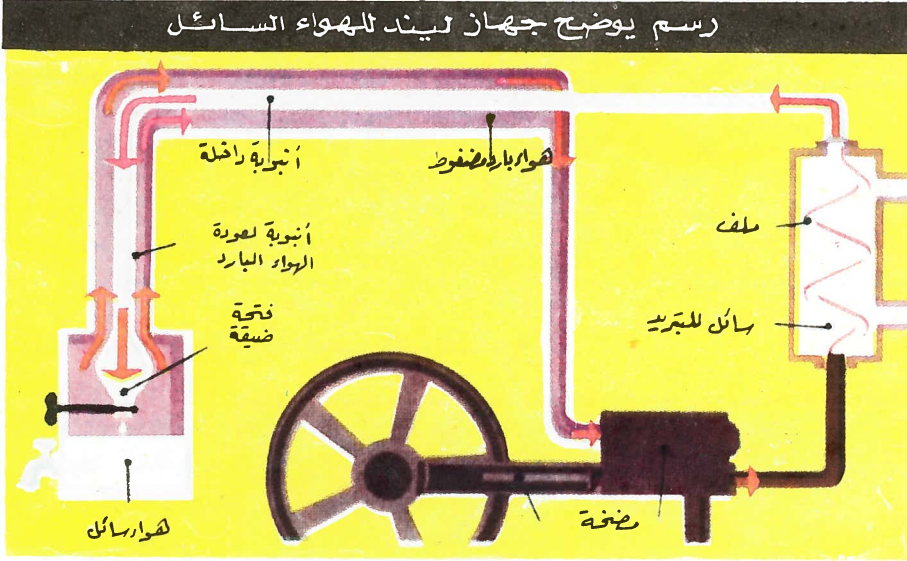 رسم يوضح جهاز ليند للهواء السائل
أنبوبة داخلة
هواء بارد مضغوط
أنبوبة لعودة
الهواء البارد
ملف
فتحة
ضيقة
سائل للتبريد
هواء سائل
مضخة